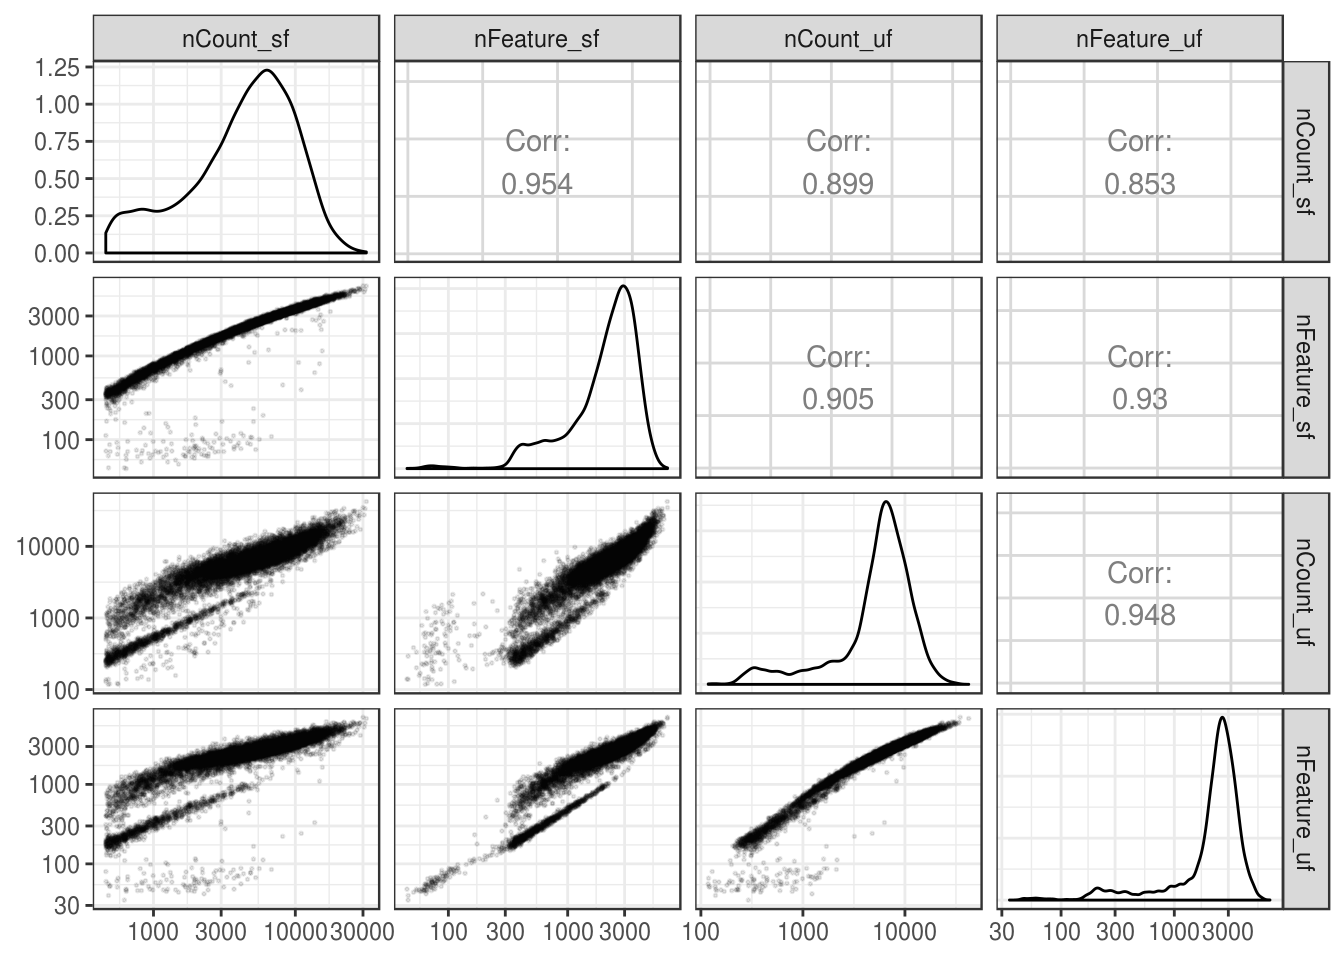 nCount_sf
nFeature_sf
nCount_uf
nFeature_uf
1.25
1.00
0.75
0.50
0.25
0.00
Corr:
0.954
Corr:
0.899
Corr:
0.853
nCount_sf
3000
1000
300
100
Corr:
0.905
Corr:
0.93
nFeature_sf
10000
1000
100
Corr:
0.948
nCount_uf
3000
1000
300
100
30
nFeature_uf
1000 3000 10000 30000
100 300 1000 3000
100 1000 10000
30 100 300 1000 3000